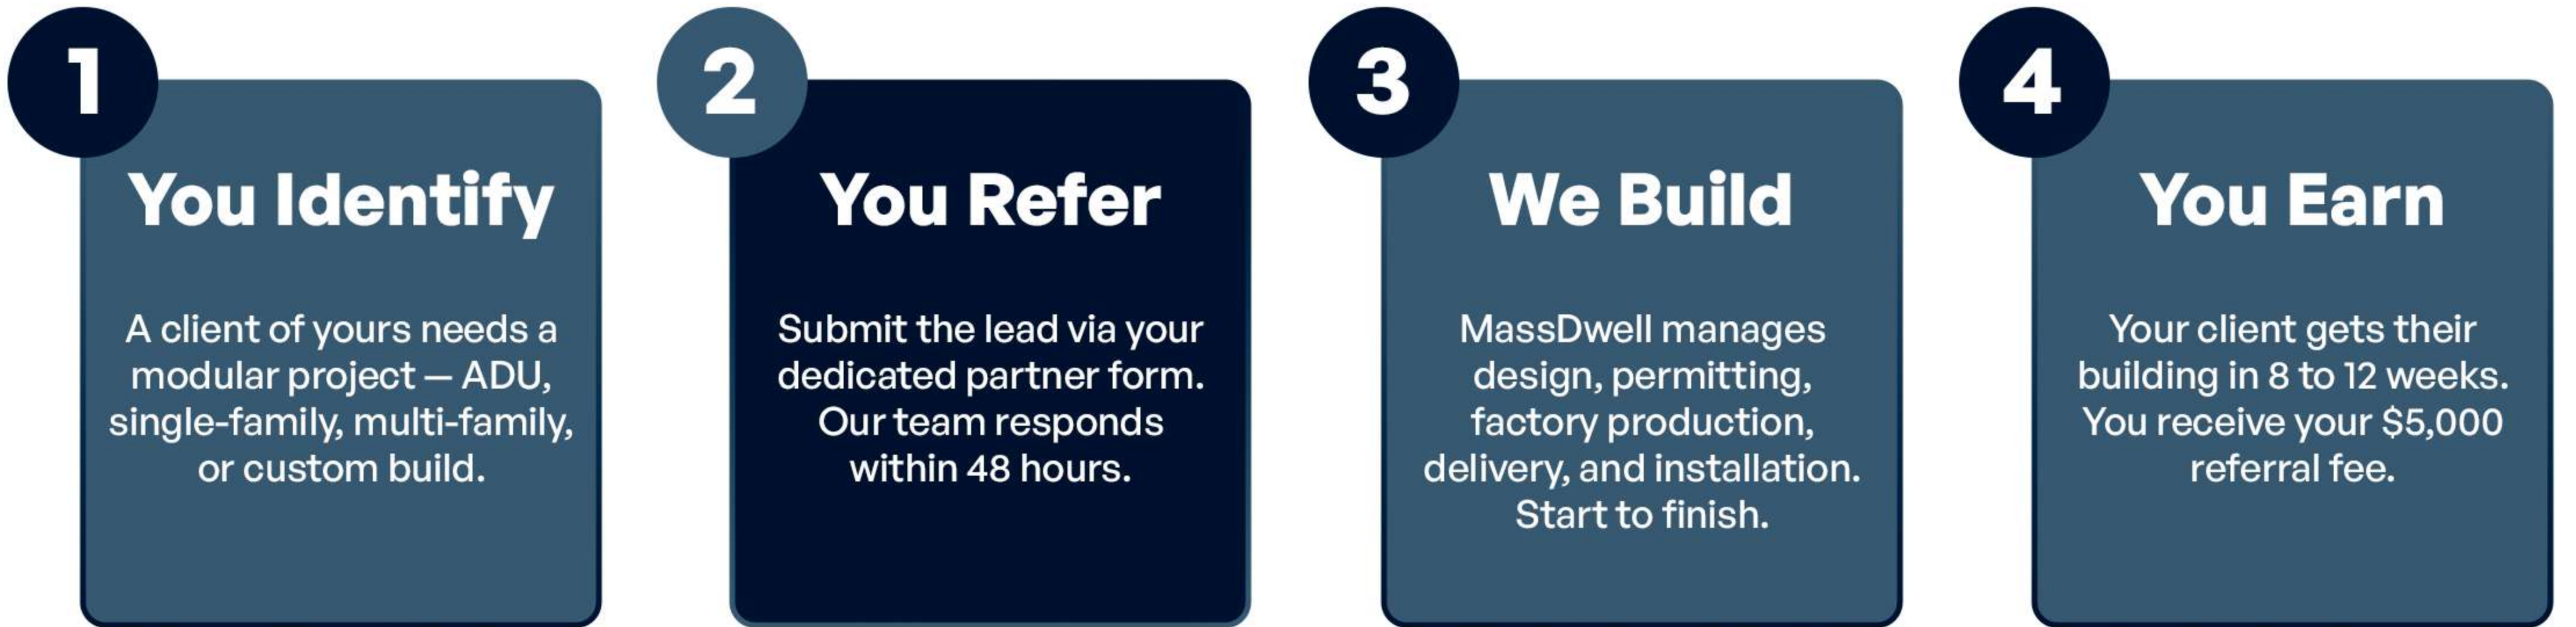 1
You Identify
A client of yours needs a
modular project — ADU,
single-family, multi-family,
or custom build.
2
You Refer
Submit the lead via your
dedicated partner form.
Our team responds
within 48 hours.
3
We Build
MassDwell manages
design, permitting,
factory production,
delivery, and installation.
Start to finish.
4
You Earn
Your client gets their
building in 8 to 12 weeks.
You receive your $5,000
referral fee.